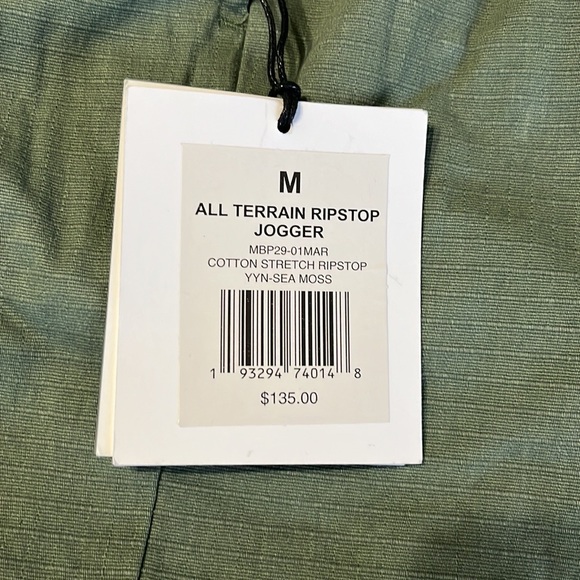 M
ALL TERRAIN RIPSTOP
JOGGER
MBP29-01MAR
COTTON STRETCH RIPSTOP
YYN-SEA MOSS
1 93294 74014 8
$135.00